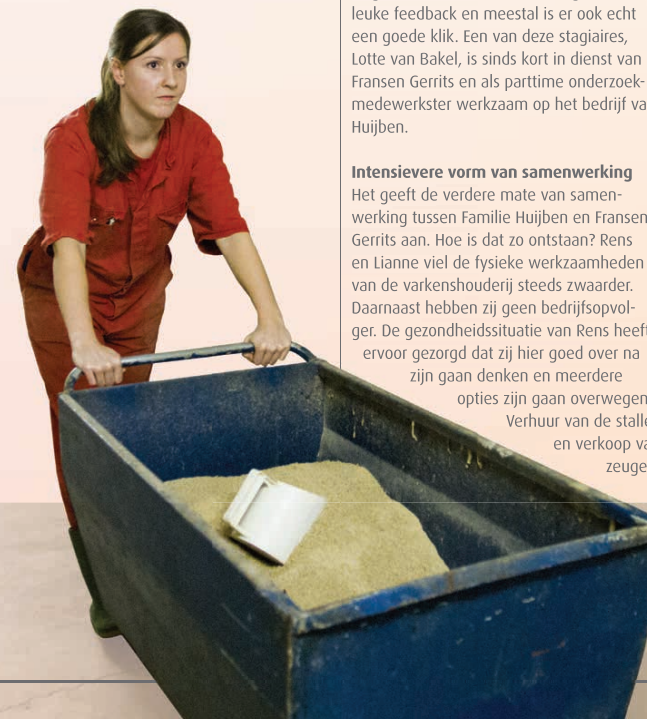 leuke feedback en meestal is er ook echt
een goede klik. Een van deze stagiaires,
Lotte van Bakel, is sinds kort in dienst van
Fransen Gerrits en als parttime onderzoek-
medewerkster werkzaam op het bedrijf va
Huijben.
Intensievere vorm van samenwerking
Het geeft de verdere mate van samen-
werking tussen Familie Huijben en Fransen
Gerrits aan. Hoe is dat zo ontstaan? Rens
en Lianne viel de fysieke werkzaamheden
van de varkenshouderij steeds zwaarder.
Daarnaast hebben zij geen bedrijfsopvol-
ger. De gezondheidssituatie van Rens heeft
ervoor gezorgd dat zij hier goed over na
zijn gaan denken en meerdere
opties zijn gaan overwegen
Verhuur van de stalle
en verkoop va
zeuge